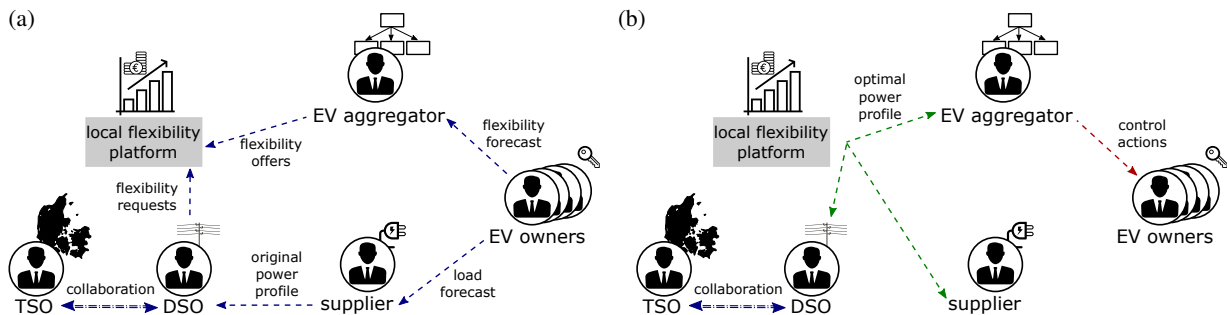 (a)
€
EV aggregator
local flexibility
platform
flexibility
offers
flexibility
forecast
flexibility
requests
EV owners
original
power
profile
load
forecast
collaboration
TSO
DSO
supplier
(b)
€
optimal
power
profile
EV aggregator
local flexibility
platform
control
actions
EV owners
collaboration
TSO
DSO
supplier